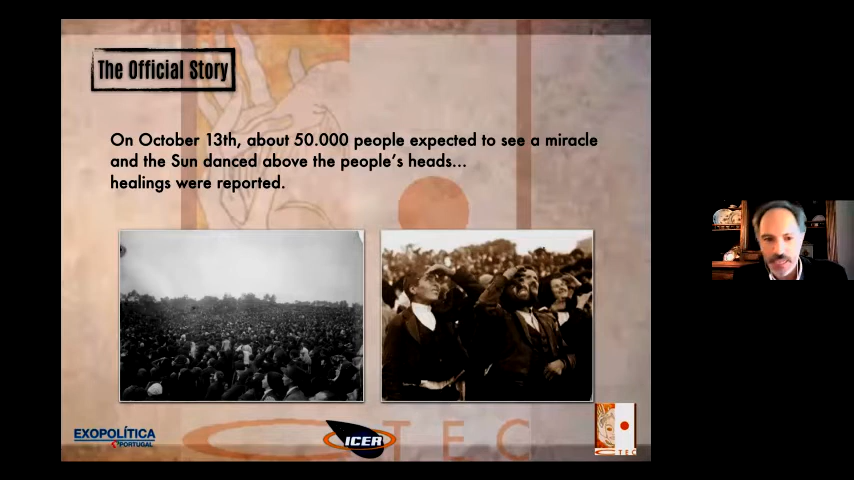 The Official Story
On October 13th, about 50.000 people expected to see a miracle
and the Sun danced above the people's heads...
healings were reported.
EXOPOLÍTICA
PORTUGAL
ICER
C T E C
C T E C